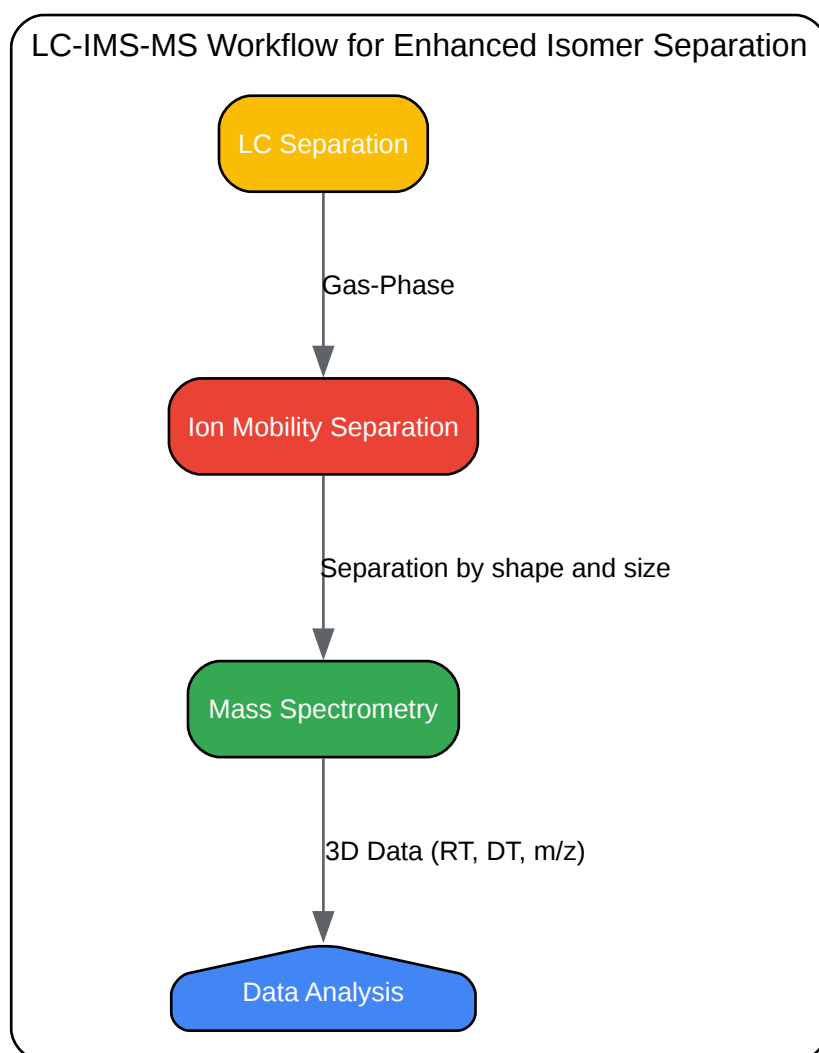 LC-IMS-MS Workflow for Enhanced Isomer Separation
LC Separation
Gas-Phase
Ion Mobility Separation
Separation by shape and size
Mass Spectrometry
3D Data (RT, DT, m/z)
Data Analysis